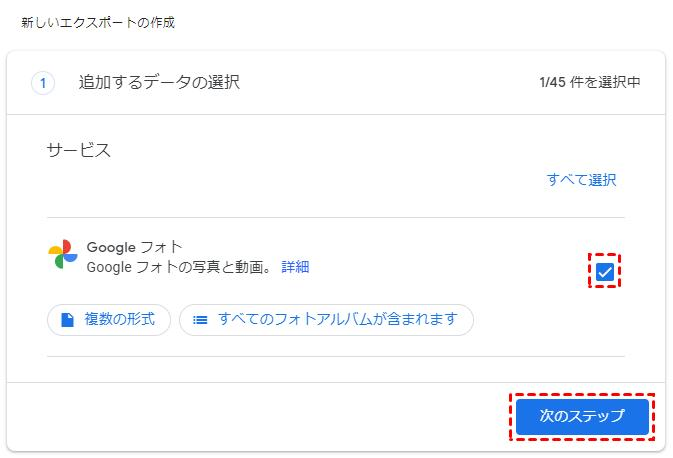 新しいエクスポートの作成
1 追加するデータの選択 1/45 件を選択中
サービス
すべて選択
Google フォト
Google フォトの写真と動画。 詳細
複数の形式 すべてのフォトアルバムが含まれます
次のステップ